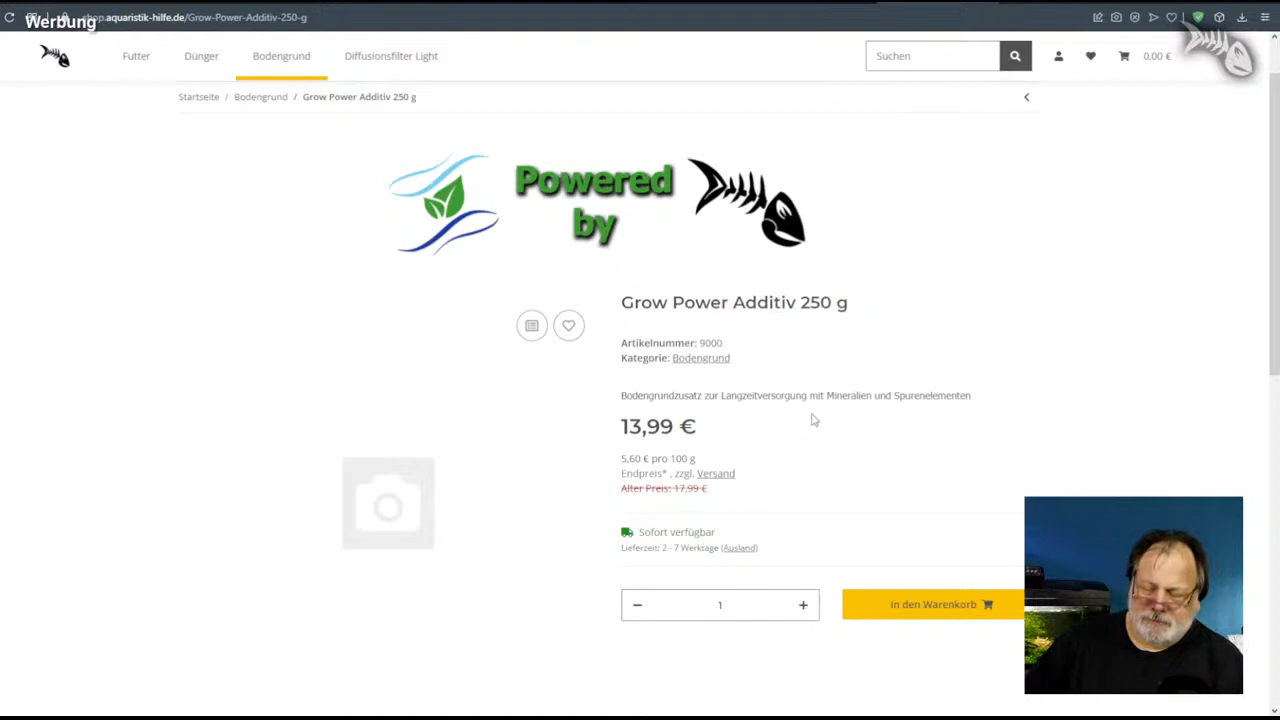 Werbung
shop.aquaristik-hilfe.de/Grow-Power-Additiv-250-g
Futter
Dünger
Bodengrund
Diffusionsfilter Light
Suchen
0,00 €
Startseite / Bodengrund / Grow Power Additiv 250 g
Powered
by
Grow Power Additiv 250 g
Artikelnummer: 9000
Kategorie: Bodengrund
Bodengrundzusatz zur Langzeitversorgung mit Mineralien und Spurenelementen
13,99 €
5,60 € pro 100 g
Endpreis* , zzgl. Versand
Alter Preis: 17,99 €
Sofort verfügbar
Lieferzeit: 2 - 7 Werktage (Ausland)
1
In den Warenkorb